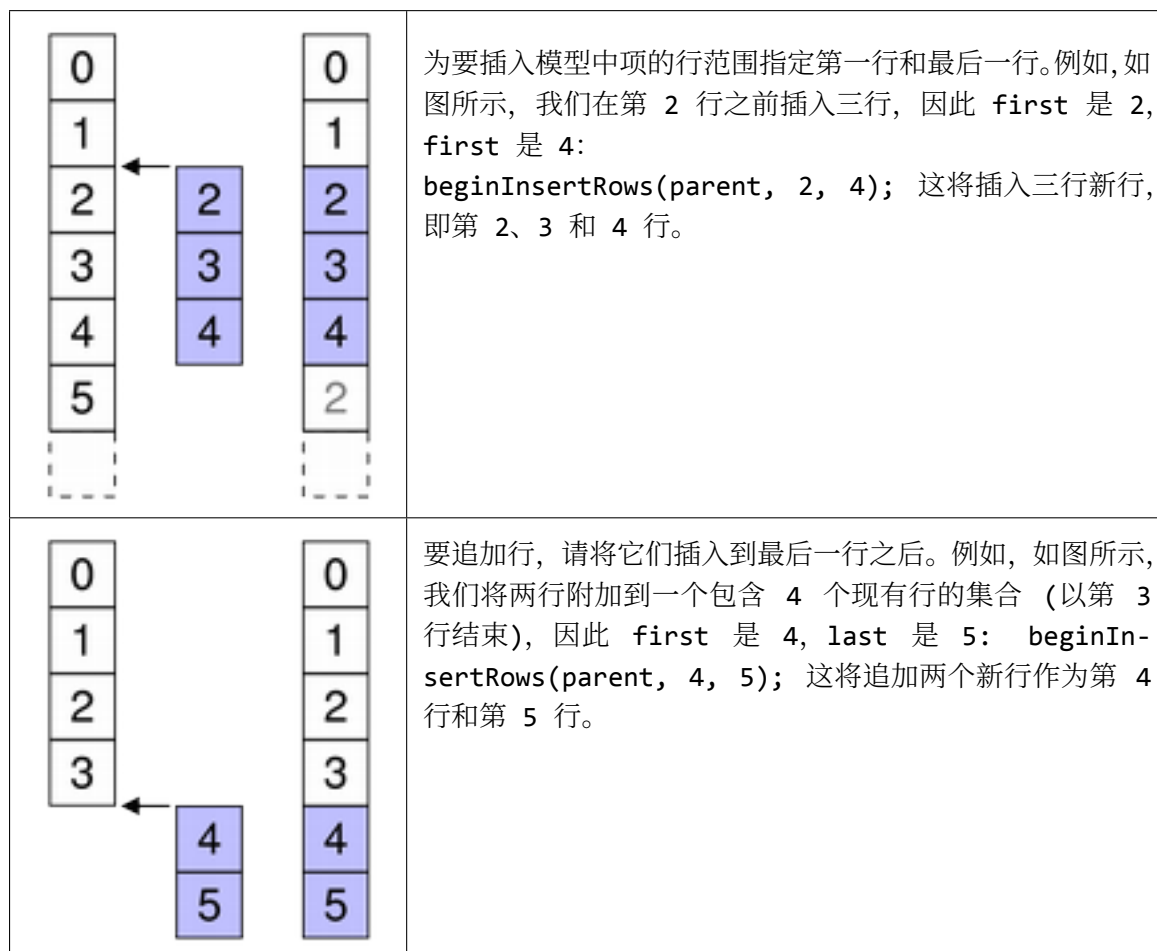 0
1
2
3
4
5
2
3
4
0
1
2
3
4
2
为要插入模型中项的行范围指定第一行和最后一行。例如,如
图所示, 我们在第 2 行之前插入三行, 因此 first 是 2,
first 是 4:
beginInsertRows(parent, 2, 4); 这将插入三行新行,
即第 2、3 和 4 行。
0
1
2
3
4
5
0
1
2
3
4
5
要追加行, 请将它们插入到最后一行之后。例如, 如图所示,
我们将两行附加到一个包含 4 个现有行的集合 (以第 3
行结束), 因此 first 是 4, last 是 5: beginIn-
sertRows(parent, 4, 5); 这将追加两个新行作为第 4
行和第 5 行。